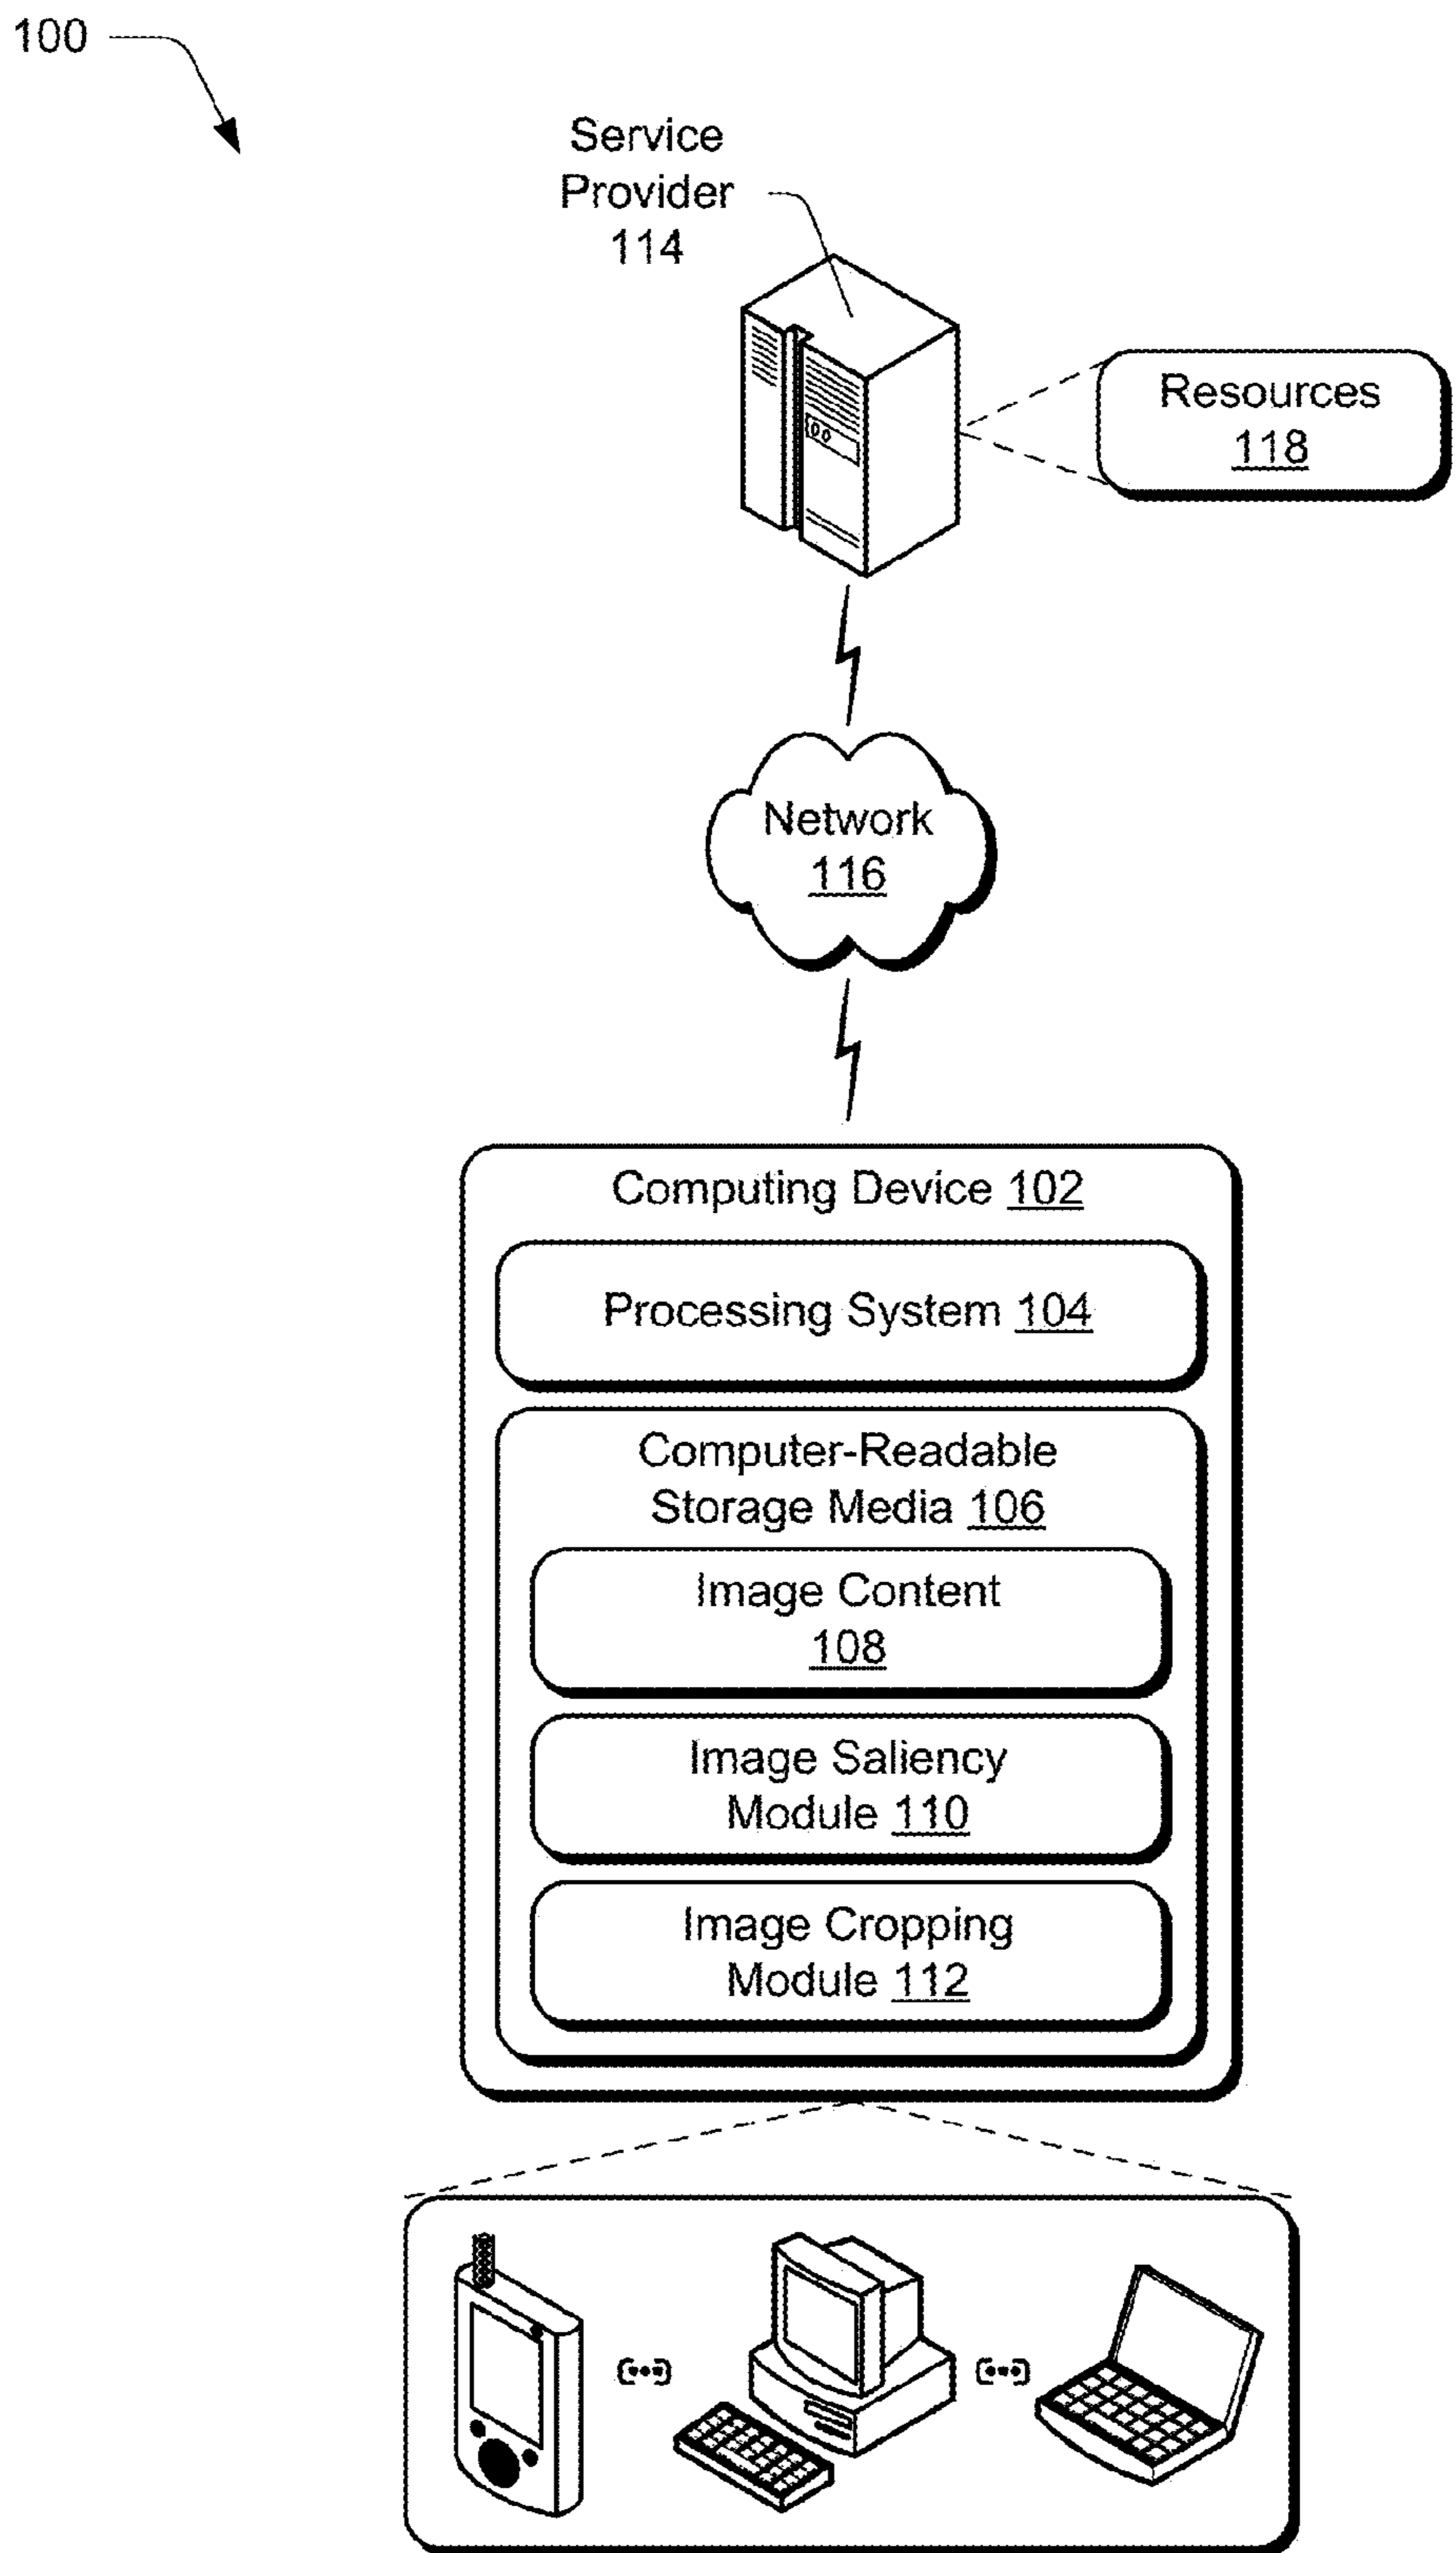 100
Service
Provider
114
Resources
118
Network
116
Computing Device 102
Processing System 104
Computer-Readable
Storage Media 106
Image Content
108
Image Saliency
Module 110
Image Cropping
Module 112